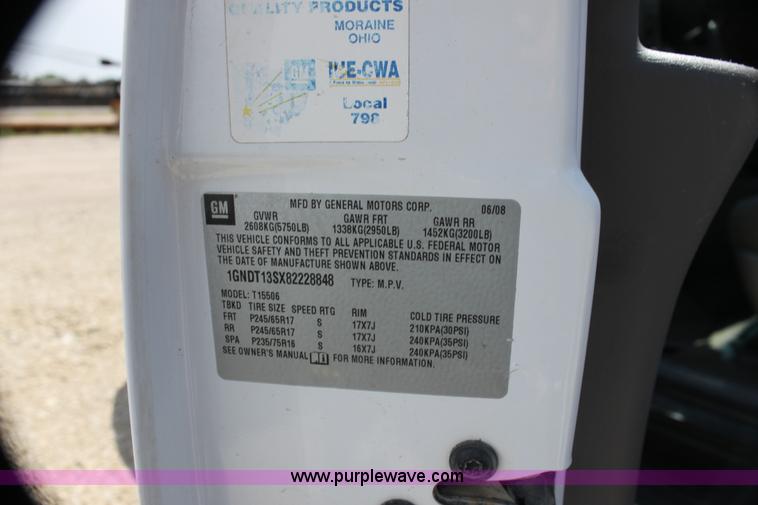 QUALITY PRODUCTS
MORAINE
OHIO
GM IUE-CWA
Local
798
GM MFD BY GENERAL MOTORS CORP. 06/08
GVWR GAWR FRT GAWR RR
2608KG(5750LB) 1338KG(2950LB) 1452KG(3200LB)
THIS VEHICLE CONFORMS TO ALL APPLICABLE U.S. FEDERAL MOTOR
VEHICLE SAFETY AND THEFT PREVENTION STANDARDS IN EFFECT ON
THE DATE OF MANUFACTURE SHOWN ABOVE.
1GNDT13SX82228848 TYPE: M.P.V.
MODEL: T15506
TBKD TIRE SIZE SPEED RTG RIM COLD TIRE PRESSURE
FRT P245/65R17 S 17X7J 210KPA(30PSI)
RR P245/65R17 S 17X7J 240KPA(35PSI)
SPA P235/75R16 S 16X7J 240KPA(35PSI)
SEE OWNER'S MANUAL FOR MORE INFORMATION.
www.purplewave.com